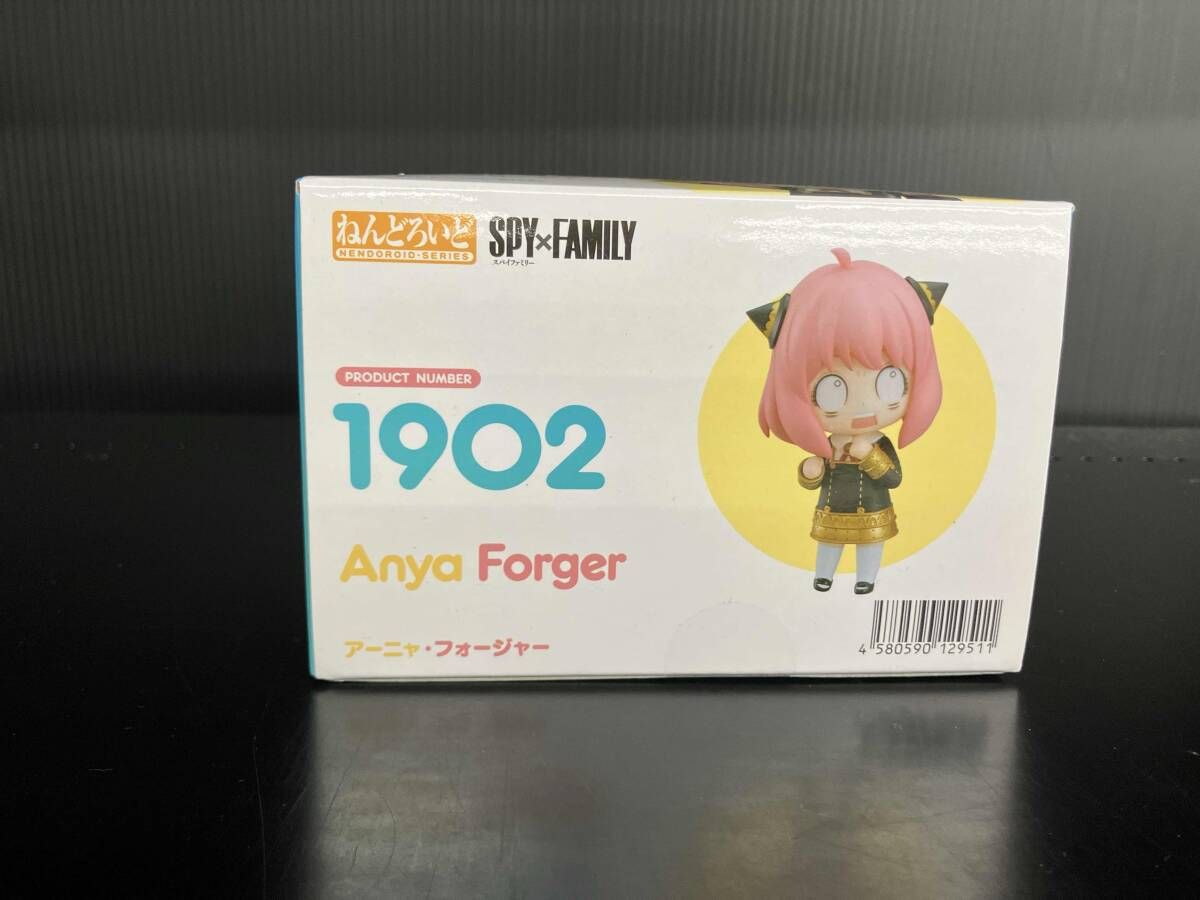 ねんどろいど
NENDOROID-SERIES
SPY×FAMILY
スパイファミリー
PRODUCT NUMBER
1902
Anya Forger
アーニャ・フォージャー
4 580590 129511